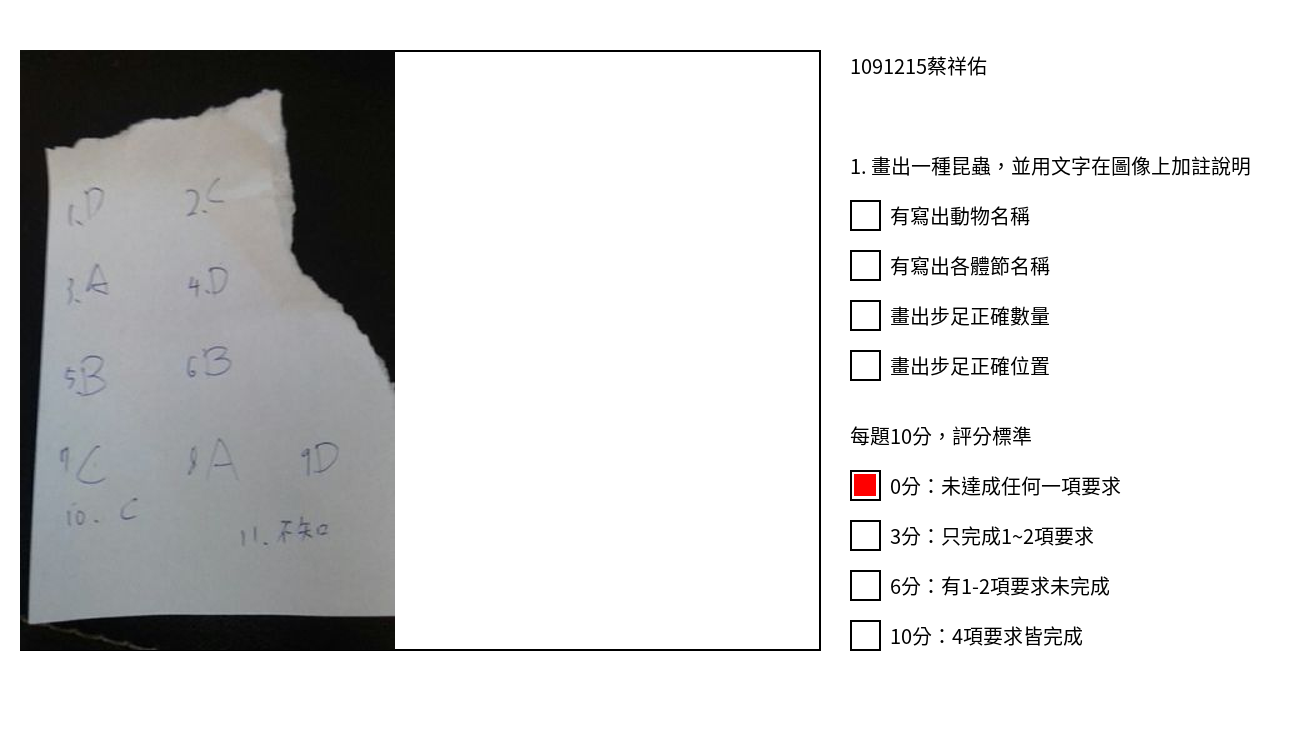 1.D 2.C
3.A 4.D
5B 6B
7C 8A 9D
10. C
11. 不知
1091215蔡祥佑
1. 畫出一種昆蟲，並用文字在圖像上加註說明
有寫出動物名稱
有寫出各體節名稱
畫出步足正確數量
畫出步足正確位置
每題10分，評分標準
0分：未達成任何一項要求
3分：只完成1~2項要求
6分：有1-2項要求未完成
10分：4項要求皆完成